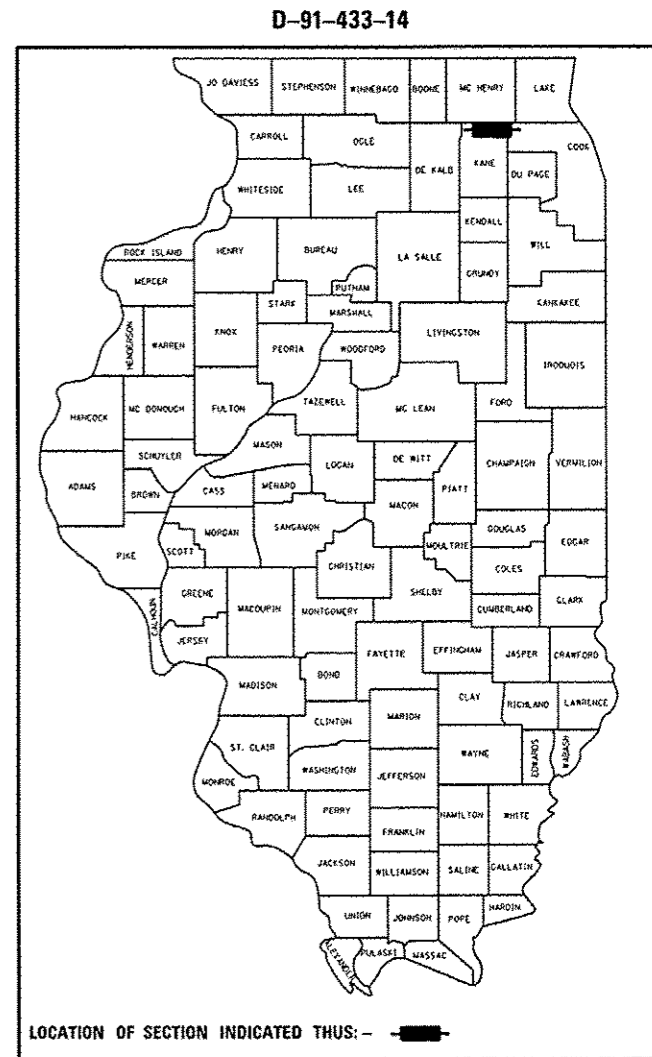 D-91-433-14
JO DAVIESS STEPHENSON WINNEBAGO BOONE MC HENRY LAKE
CARROLL OGLE DE KALB KANE COOK
DU PAGE
WHITESIDE LEE
KENDALL
ROCK ISLAND HENRY BUREAU LA SALLE WILL
MERCER PUTNAM GRUNDY
STARK MARSHALL KANKAKEE
HENDERSON WARREN KNOX PEORIA WOODFORD LIVINGSTON IROQUOIS
HANCOCK MC DONOUGH FULTON TAZEWELL MC LEAN FORD
MASON
SCHUYLER LOGAN DE WITT CHAMPAIGN VERMILION
ADAMS BROWN CASS MENARD MACON PIATT
PIKE MORGAN SANGAMON DOUGLAS EDGAR
SCOTT CHRISTIAN MOULTRIE COLES
GREENE SHELBY
CALHOUN MACOUPIN MONTGOMERY CUMBERLAND CLARK
JERSEY
FAYETTE EFFINGHAM JASPER CRAWFORD
BOND
MADISON CLAY
CLINTON MARION RICHLAND LAWRENCE
ST. CLAIR WAYNE EDWARDS WABASH
WASHINGTON JEFFERSON
MONROE
RANDOLPH PERRY HAMILTON WHITE
FRANKLIN
JACKSON WILLIAMSON SALINE GALLATIN
HARDIN
UNION JOHNSON POPE
ALEXANDER PULASKI MASSAC
LOCATION OF SECTION INDICATED THUS: -